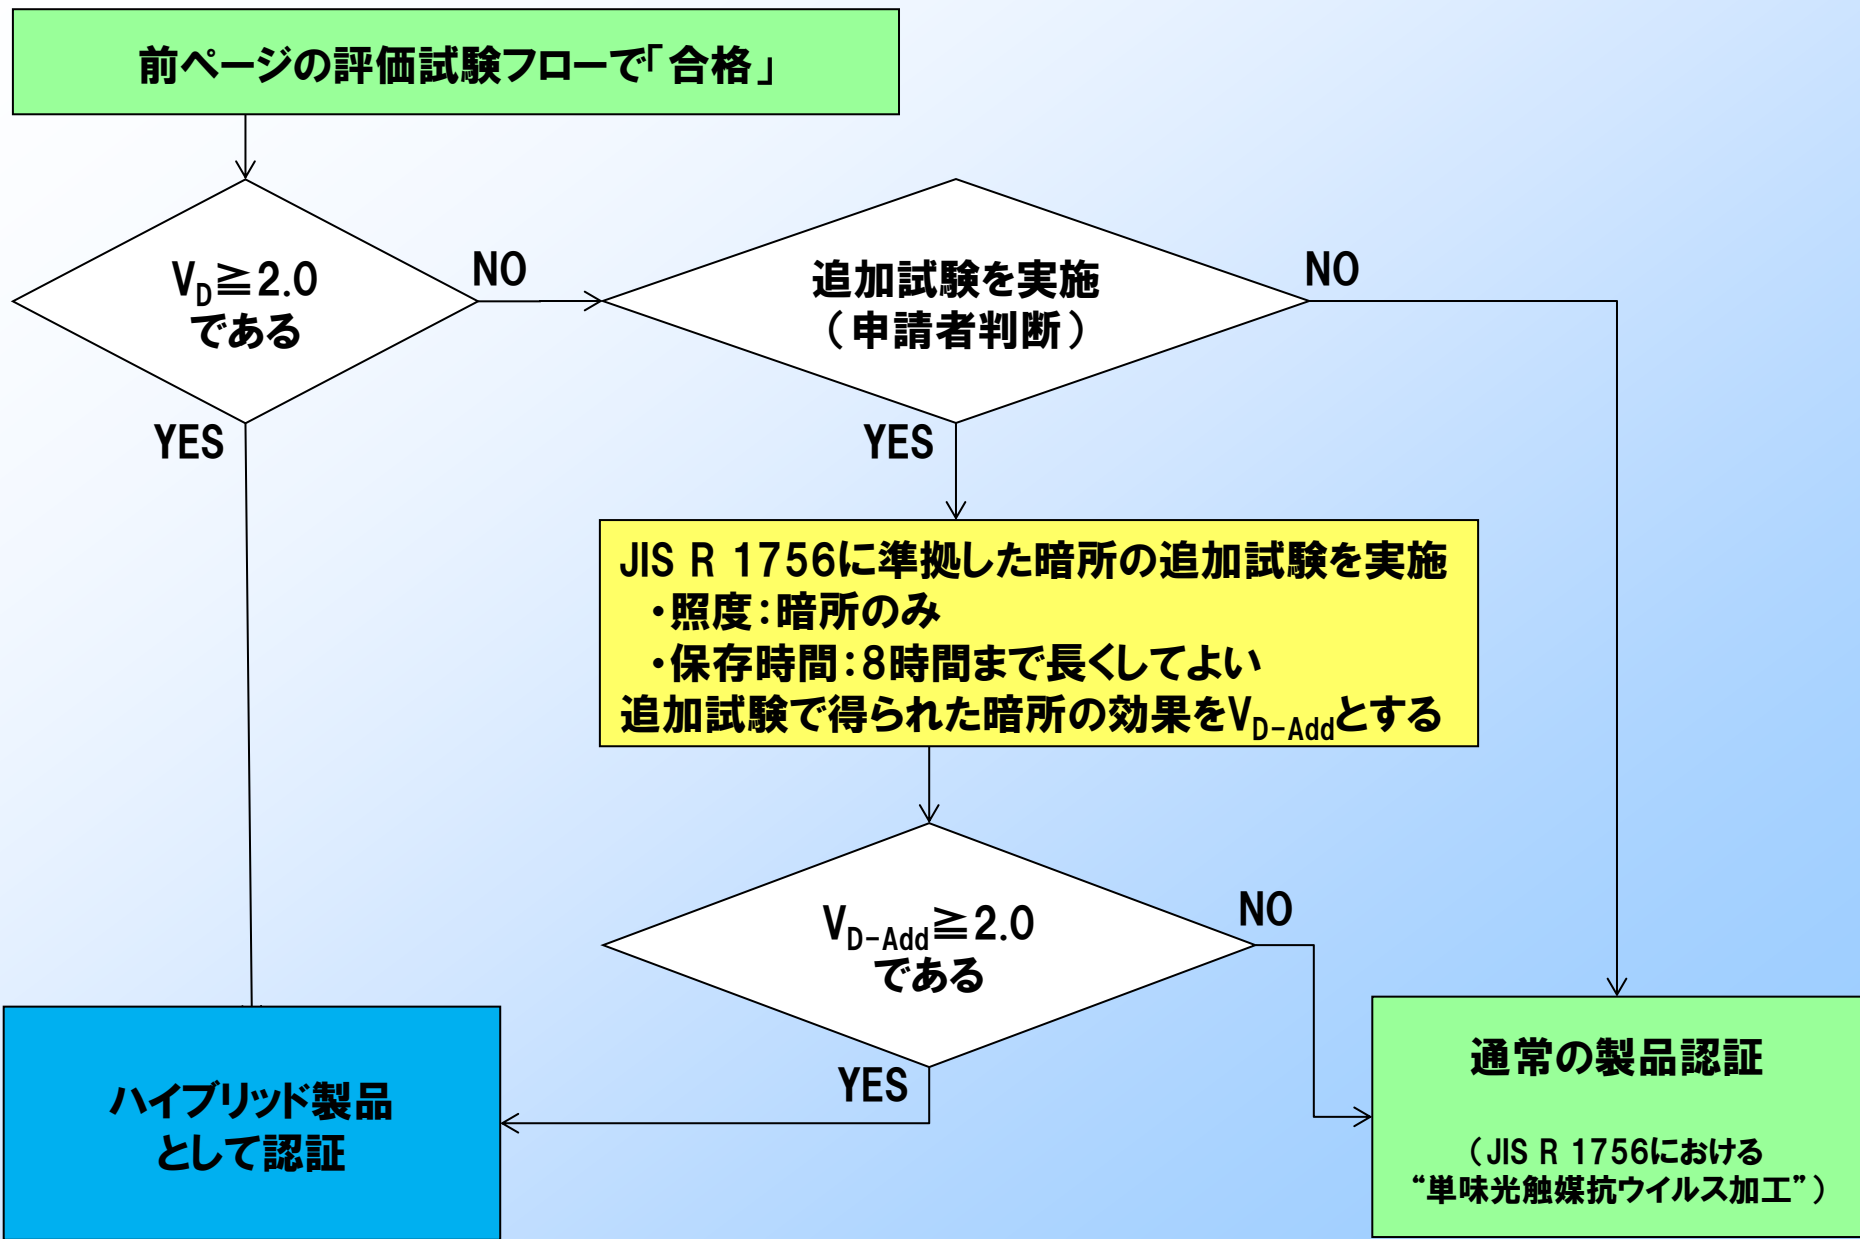 前ページの評価試験フローで「合格」
V_D≧2.0
である
NO
YES
追加試験を実施
（申請者判断）
NO
YES
JIS R 1756に準拠した暗所の追加試験を実施
・照度：暗所のみ
・保存時間：8時間まで長くしてよい
追加試験で得られた暗所の効果をV_D-Addとする
V_D-Add≧2.0
である
NO
YES
ハイブリッド製品
として認証
通常の製品認証
（JIS R 1756における
“単味光触媒抗ウイルス加工”）